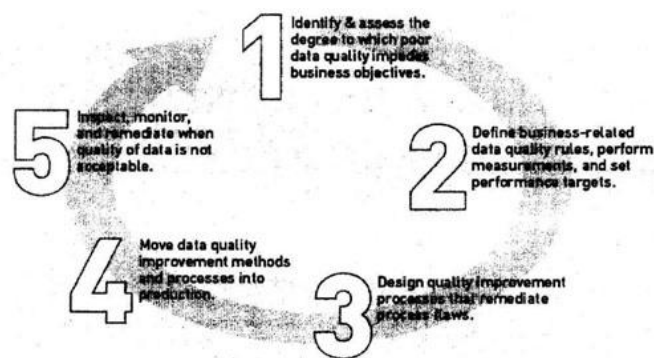 1
Identify & assess the
degree to which poor
data quality impedes
business objectives.
2
Define business-related
data quality rules, perform
measurements, and set
performance targets.
3
Design quality improvement
processes that remediate
process flaws.
4
Move data quality
improvement methods
and processes into
production.
5
Inspect, monitor,
and remediate when
quality of data is not
acceptable.